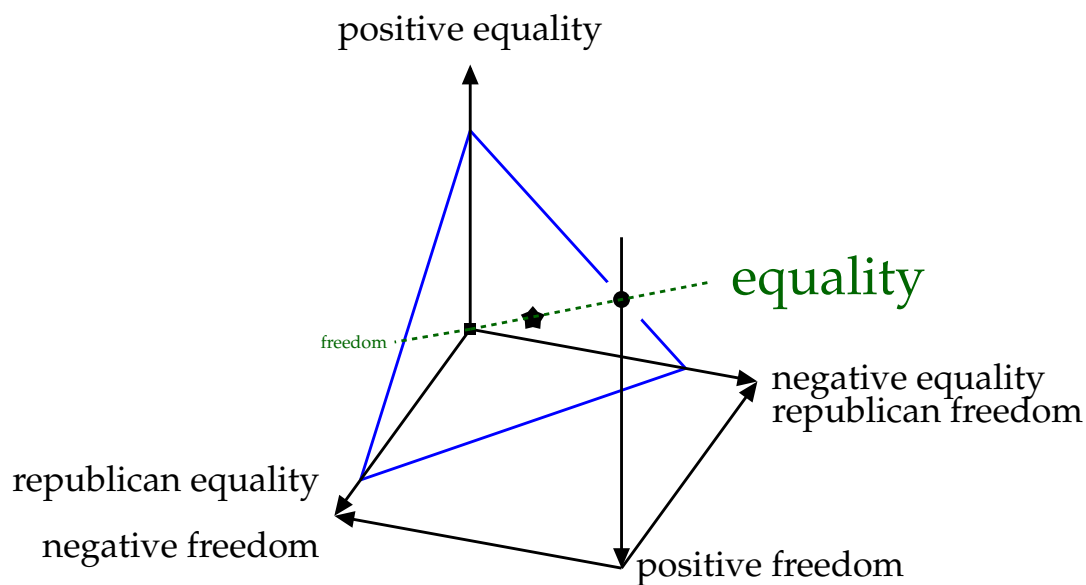 positive equality
equality
freedom
negative equality
republican freedom
republican equality
negative freedom
positive freedom